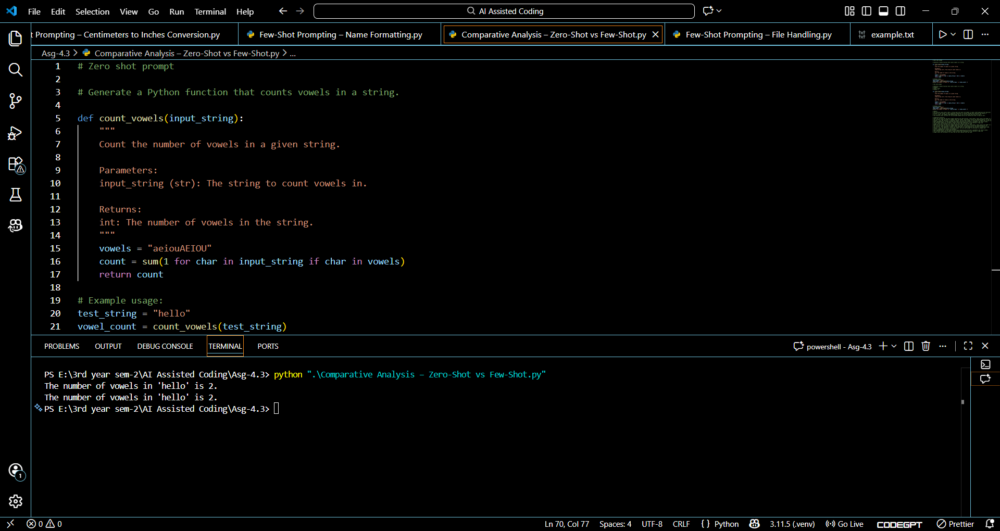 File Edit Selection View Go Run Terminal Help
AI Assisted Coding
t Prompting – Centimeters to Inches Conversion.py
Few-Shot Prompting – Name Formatting.py
Comparative Analysis – Zero-Shot vs Few-Shot.py
Few-Shot Prompting – File Handling.py
example.txt
Asg-4.3 > Comparative Analysis – Zero-Shot vs Few-Shot.py > ...
1 # Zero shot prompt
2
3 # Generate a Python function that counts vowels in a string.
4
5 def count_vowels(input_string):
6 """
7 Count the number of vowels in a given string.
8
9 Parameters:
10 input_string (str): The string to count vowels in.
11
12 Returns:
13 int: The number of vowels in the string.
14 """
15 vowels = "aeiouAEIOU"
16 count = sum(1 for char in input_string if char in vowels)
17 return count
18
19 # Example usage:
20 test_string = "hello"
21 vowel_count = count_vowels(test_string)
PROBLEMS OUTPUT DEBUG CONSOLE TERMINAL PORTS
powershell - Asg-4.3
PS E:\3rd year sem-2\AI Assisted Coding\Asg-4.3> python ".\Comparative Analysis – Zero-Shot vs Few-Shot.py"
The number of vowels in 'hello' is 2.
The number of vowels in 'hello' is 2.
PS E:\3rd year sem-2\AI Assisted Coding\Asg-4.3>
1
0 0
Ln 70, Col 77 Spaces: 4 UTF-8 CRLF {} Python 3.11.5 (.venv) Go Live CODEGPT Prettier